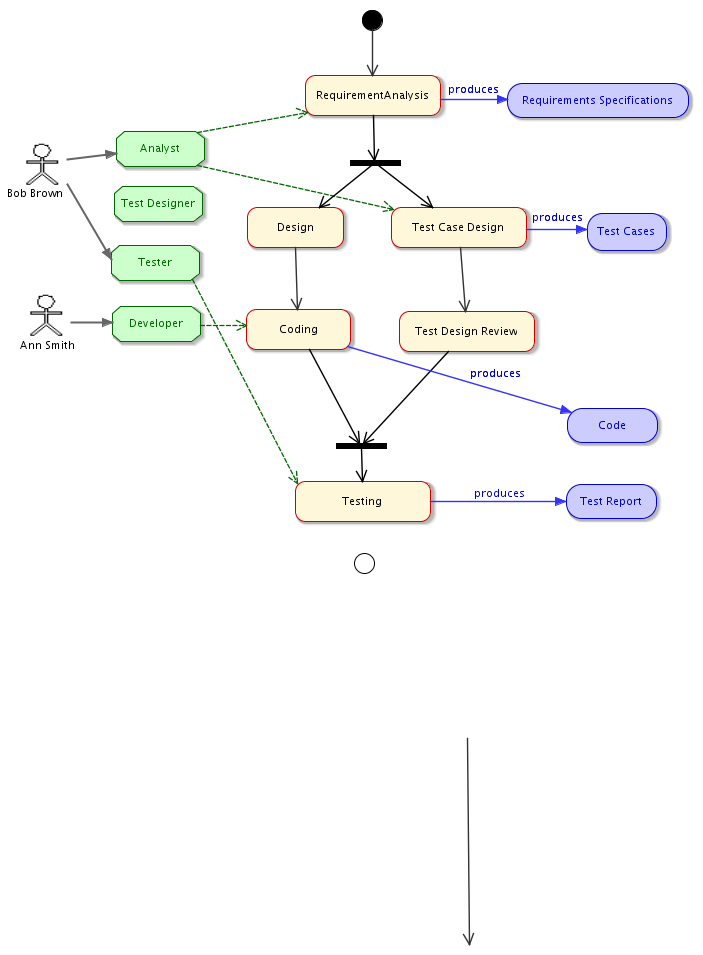 RequirementAnalysis
produces
Requirements Specifications
Analyst
Bob Brown
Test Designer
Design
Test Case Design
produces
Test Cases
Tester
Developer
Ann Smith
Coding
Test Design Review
produces
Code
Testing
produces
Test Report